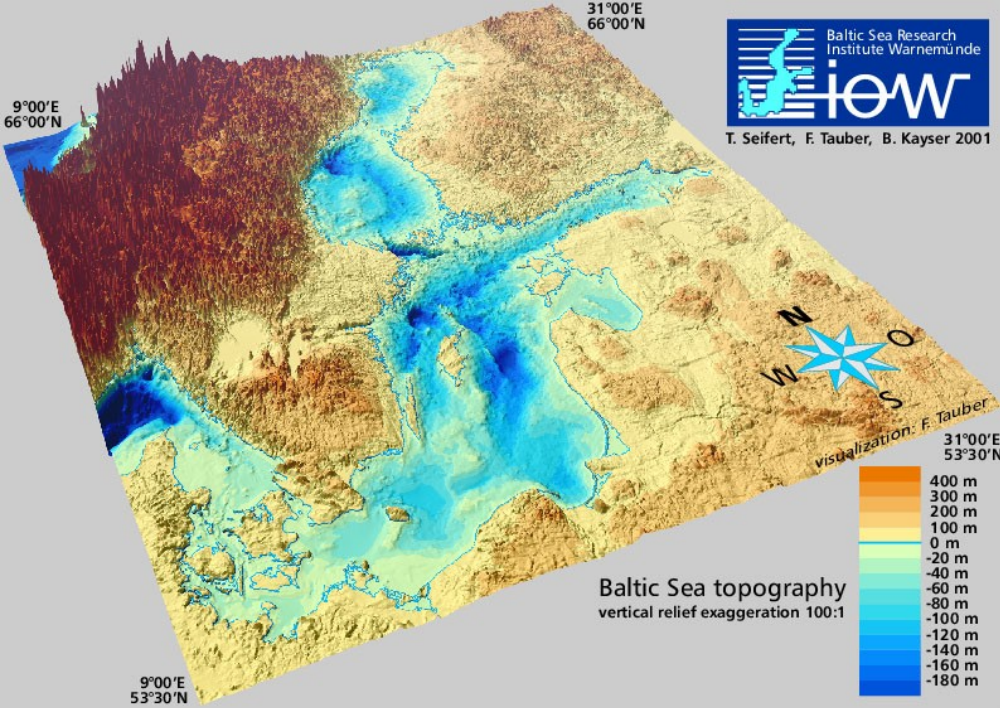 31°00'E
66°00'N
Baltic Sea Research
Institute Warnemünde
iow
T. Seifert, F. Tauber, B. Kayser 2001
9°00'E
66°00'N
N
O
W
S
visualization: F. Tauber
31°00'E
53°30'N
400 m
300 m
200 m
100 m
0 m
-20 m
-40 m
-60 m
-80 m
-100 m
-120 m
-140 m
-160 m
-180 m
Baltic Sea topography
vertical relief exaggeration 100:1
9°00'E
53°30'N